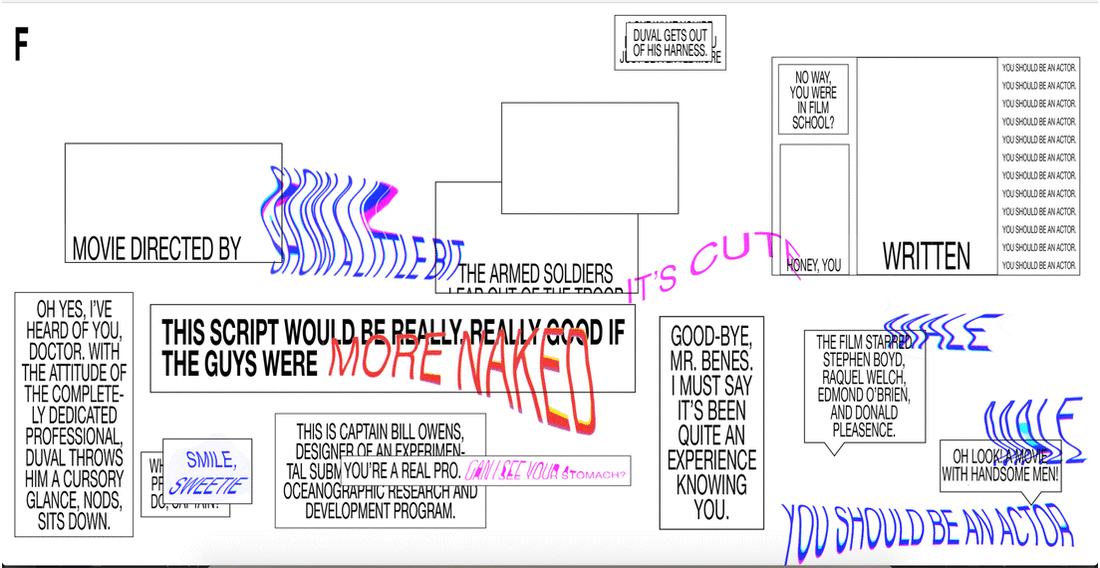 F
DUVAL GETS OUT
OF HIS HARNESS.
NO WAY,
YOU WERE
IN FILM
SCHOOL?
HONEY, YOU
WRITTEN
YOU SHOULD BE AN ACTOR.
YOU SHOULD BE AN ACTOR.
YOU SHOULD BE AN ACTOR.
YOU SHOULD BE AN ACTOR.
YOU SHOULD BE AN ACTOR.
YOU SHOULD BE AN ACTOR.
YOU SHOULD BE AN ACTOR.
YOU SHOULD BE AN ACTOR.
YOU SHOULD BE AN ACTOR.
YOU SHOULD BE AN ACTOR.
YOU SHOULD BE AN ACTOR.
YOU SHOULD BE AN ACTOR.
MOVIE DIRECTED BY
SHOW A LITTLE BIT
THE ARMED SOLDIERS
LEAP OUT OF THE TROOP
IT'S CUT
OH YES, I'VE
HEARD OF YOU,
DOCTOR. WITH
THE ATTITUDE OF
THE COMPLETE-
LY DEDICATED
PROFESSIONAL,
DUVAL THROWS
HIM A CURSORY
GLANCE, NODS,
SITS DOWN.
THIS SCRIPT WOULD BE REALLY, REALLY GOOD IF
THE GUYS WERE
MORE NAKED
SMILE,
SWEETIE
THIS IS CAPTAIN BILL OWENS,
DESIGNER OF AN EXPERIMEN-
TAL SUBM
YOU'RE A REAL PRO. CAN I SEE YOUR STOMACH?
OCEANOGRAPHIC RESEARCH AND
DEVELOPMENT PROGRAM.
GOOD-BYE,
MR. BENES.
I MUST SAY
IT'S BEEN
QUITE AN
EXPERIENCE
KNOWING
YOU.
MALE
THE FILM STARRED
STEPHEN BOYD,
RAQUEL WELCH,
EDMOND O'BRIEN,
AND DONALD
PLEASENCE.
MALE
OH LOOK! A MOVIE
WITH HANDSOME MEN!
YOU SHOULD BE AN ACTOR